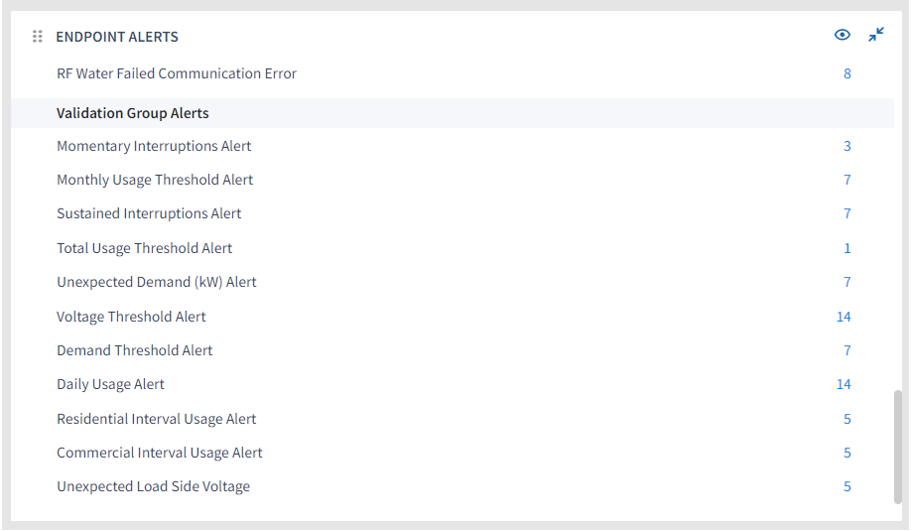 ENDPOINT ALERTS
RF Water Failed Communication Error 8
Validation Group Alerts
Momentary Interruptions Alert 3
Monthly Usage Threshold Alert 7
Sustained Interruptions Alert 7
Total Usage Threshold Alert 1
Unexpected Demand (kW) Alert 7
Voltage Threshold Alert 14
Demand Threshold Alert 7
Daily Usage Alert 14
Residential Interval Usage Alert 5
Commercial Interval Usage Alert 5
Unexpected Load Side Voltage 5